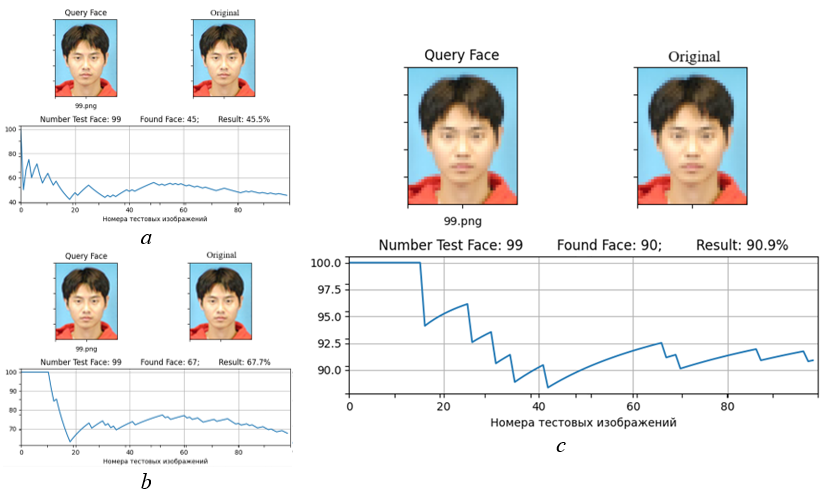 Query Face
Original
99.png
Number Test Face: 99 Found Face: 45; Result: 45.5%
100
80
60
40
0 20 40 60 80
Номера тестовых изображений
a
Query Face
Original
99.png
Number Test Face: 99 Found Face: 67; Result: 67.7%
100
90
80
70
0 20 40 60 80
Номера тестовых изображений
b
Query Face
Original
99.png
Number Test Face: 99 Found Face: 90; Result: 90.9%
100.0
97.5
95.0
92.5
90.0
0 20 40 60 80
Номера тестовых изображений
c